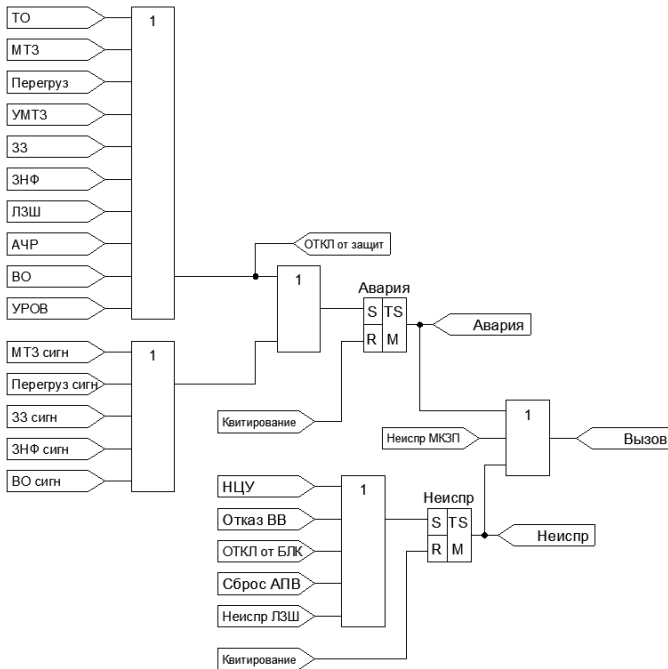 ТО
1
МТЗ
Перегруз
УМТЗ
ЗЗ
ЗНФ
ЛЗШ
АЧР
ОТКЛ от защит
ВО
1
Авария
УРОВ
S TS
Авария
R M
МТЗ сигн
1
Перегруз сигн
ЗЗ сигн
1
Квитирование
Неиспр МКЗП
Вызов
ЗНФ сигн
ВО сигн
НЦУ
1
Неиспр
Отказ ВВ
S TS
Неиспр
ОТКЛ от БЛК
R M
Сброс АПВ
Неиспр ЛЗШ
Квитирование